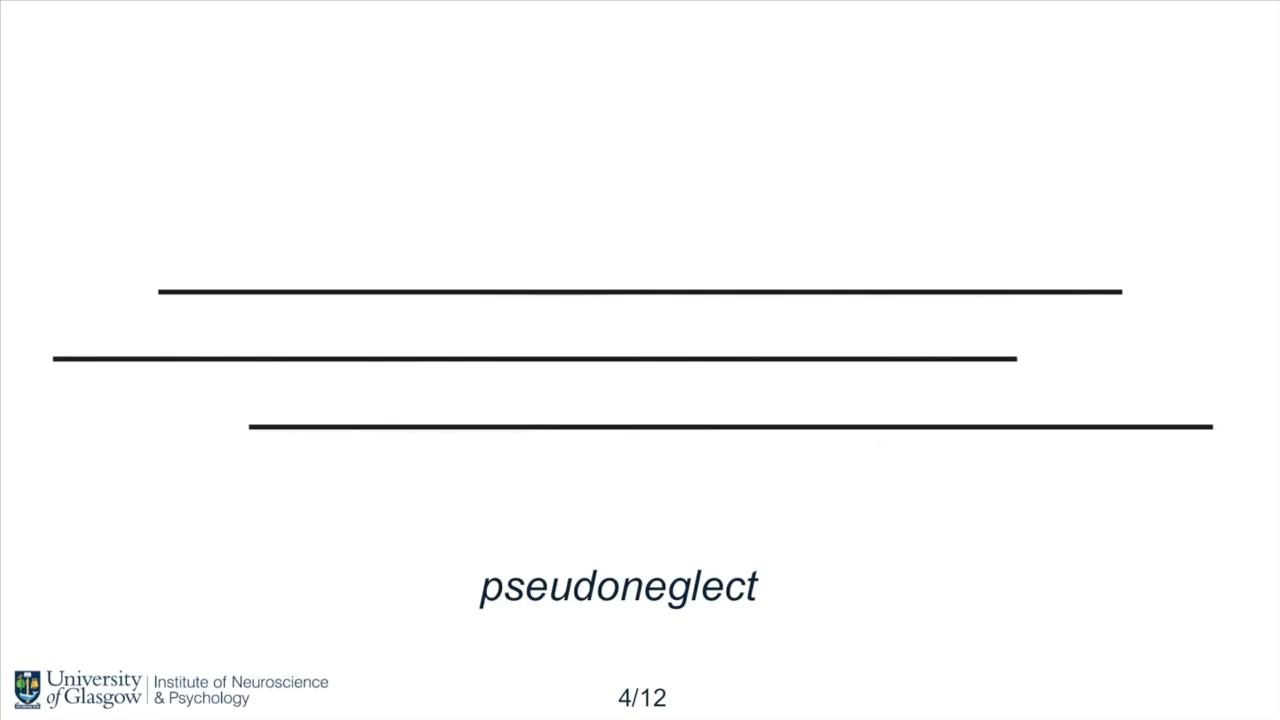 pseudoneglect
University of Glasgow
Institute of Neuroscience
& Psychology
4/12